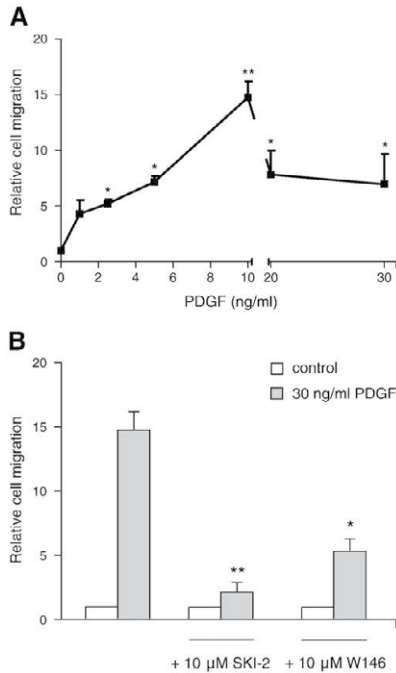 A
Relative cell migration
20
15
10
5
0
**
*
*
*
*
0 2 4 6 8 10 20 30
PDGF (ng/ml)
B
Relative cell migration
20
15
10
5
0
control
30 ng/ml PDGF
**
*
+ 10 μM SKI-2 + 10 μM W146